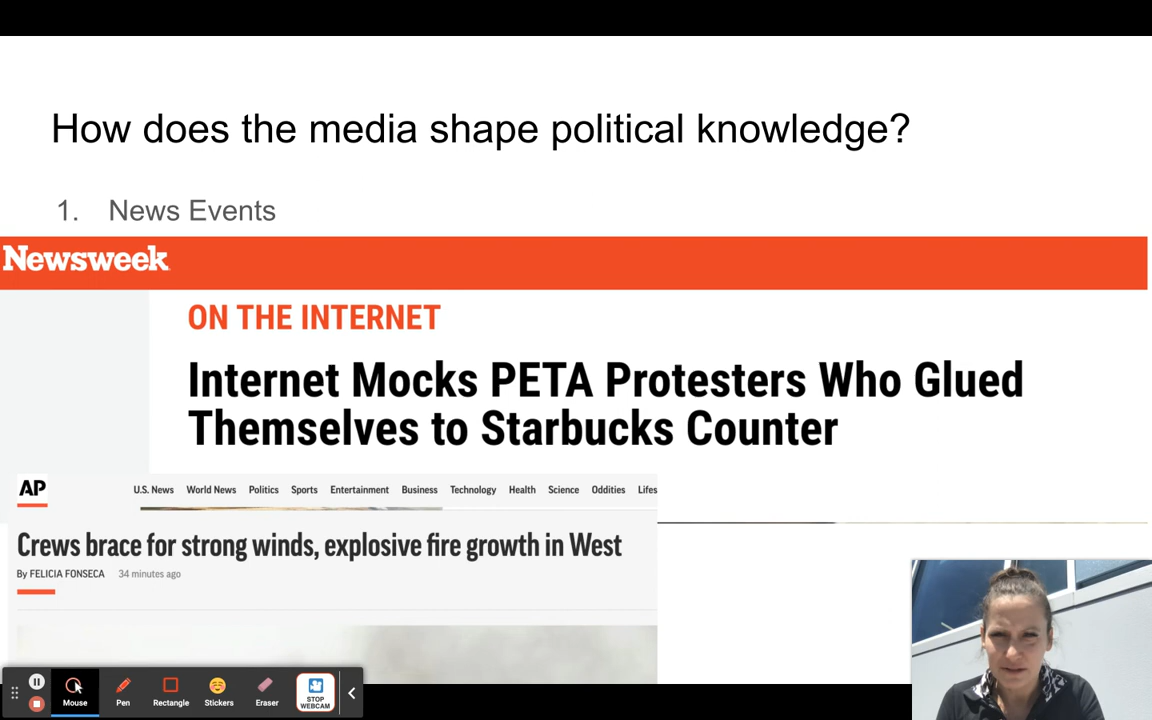 How does the media shape political knowledge?
1. News Events
Newsweek
ON THE INTERNET
Internet Mocks PETA Protesters Who Glued
Themselves to Starbucks Counter
AP
U.S. News World News Politics Sports Entertainment Business Technology Health Science Oddities Lifes
Crews brace for strong winds, explosive fire growth in West
By FELICIA FONSECA 34 minutes ago
Mouse Pen Rectangle Stickers Eraser STOP WEBCAM